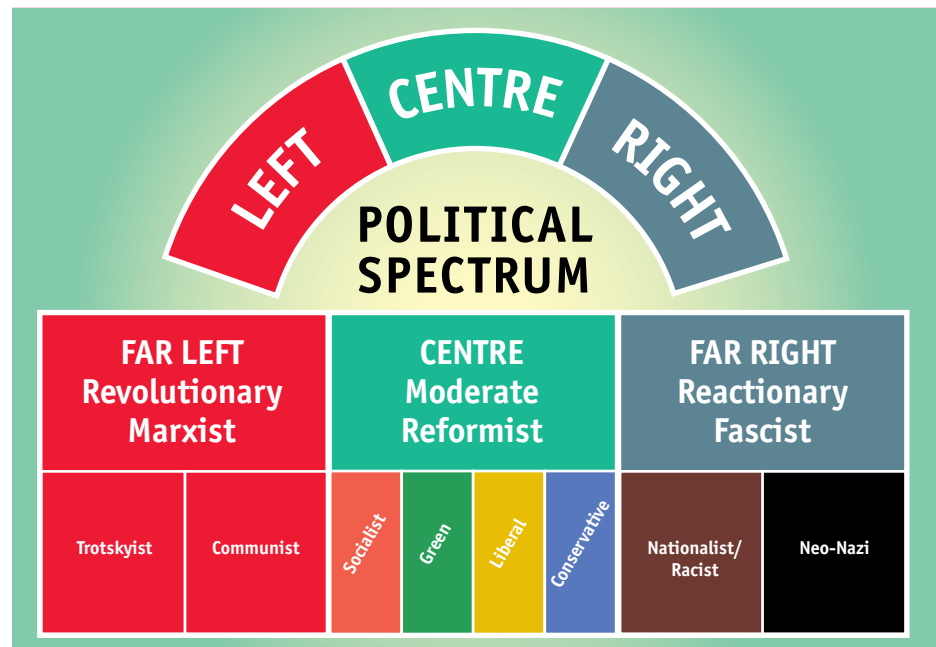 LEFT
CENTRE
RIGHT
POLITICAL
SPECTRUM
FAR LEFT
Revolutionary
Marxist
CENTRE
Moderate
Reformist
FAR RIGHT
Reactionary
Fascist
Trotskyist
Communist
Socialist
Green
Liberal
Conservative
Nationalist/
Racist
Neo-Nazi